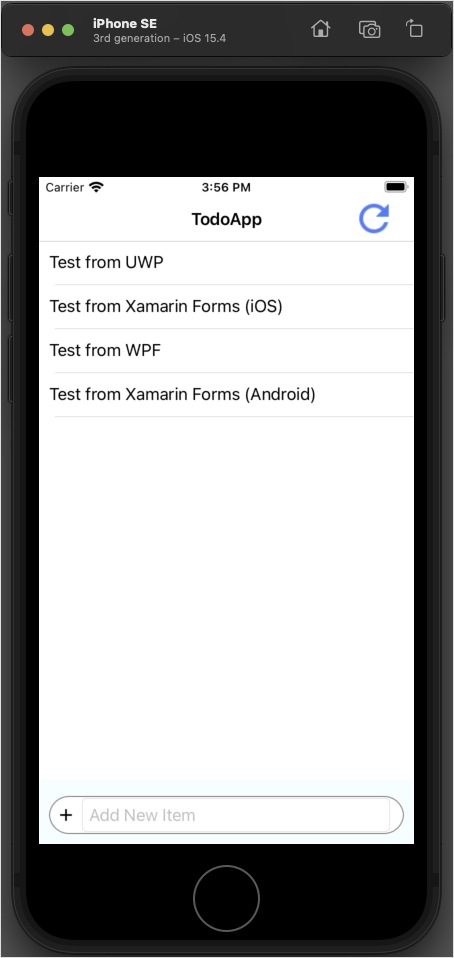 iPhone SE
3rd generation – iOS 15.4
Carrier 3:56 PM
TodoApp
Test from UWP
Test from Xamarin Forms (iOS)
Test from WPF
Test from Xamarin Forms (Android)
+ Add New Item